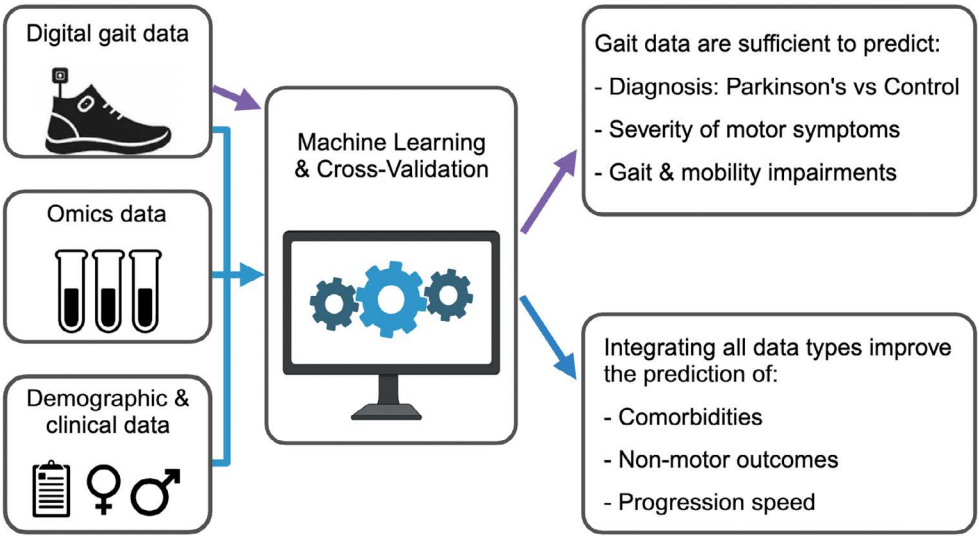 Digital gait data
Omics data
Demographic &
clinical data
Machine Learning
& Cross-Validation
Gait data are sufficient to predict:
- Diagnosis: Parkinson's vs Control
- Severity of motor symptoms
- Gait & mobility impairments
Integrating all data types improve
the prediction of:
- Comorbidities
- Non-motor outcomes
- Progression speed